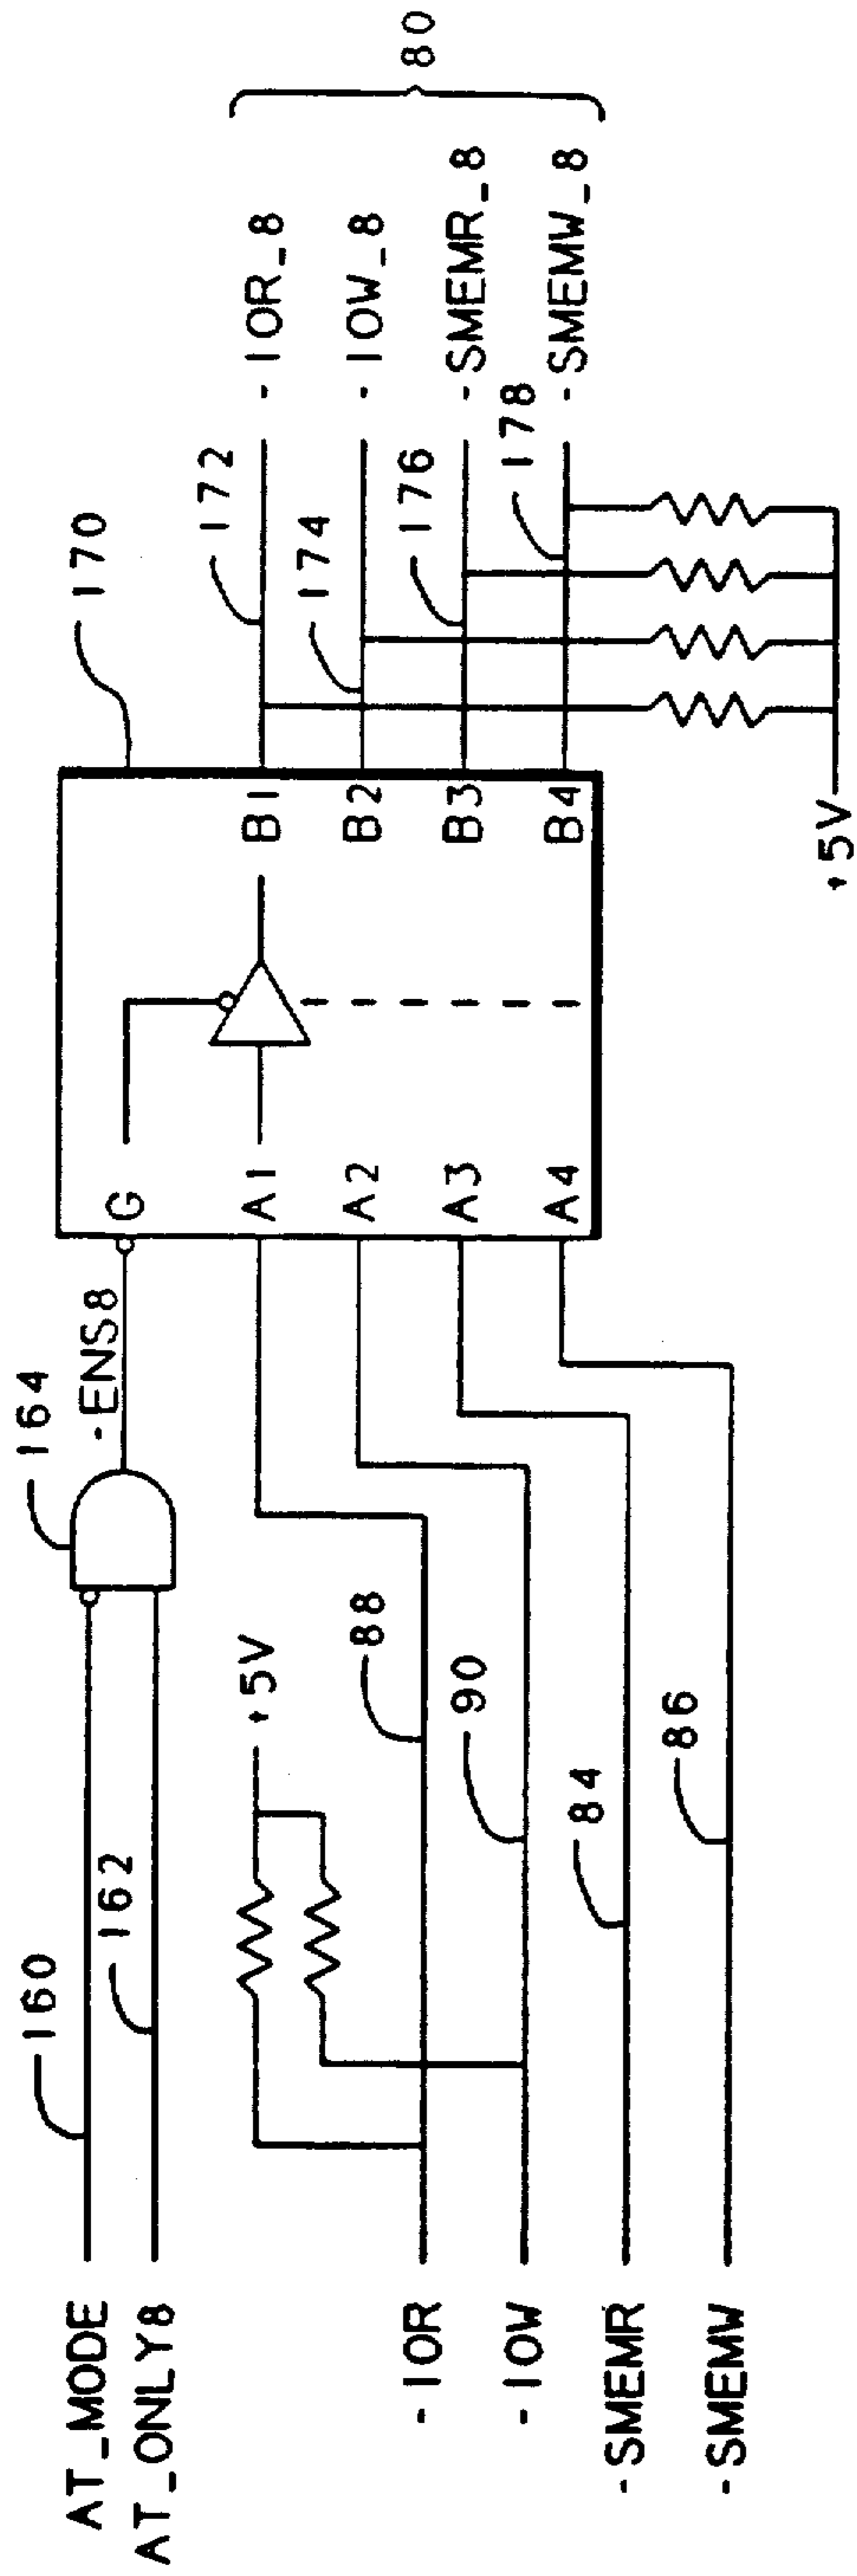 160
AT_MODE
162
AT_ONLY8
164
-ENS8
170
G
+5V
88
-IOR
A1
B1
172
-IOR_8
90
-IOW
A2
B2
174
-IOW_8
84
-SMEMR
A3
B3
176
-SMEMR_8
86
-SMEMW
A4
B4
178
-SMEMW_8
80
+5V